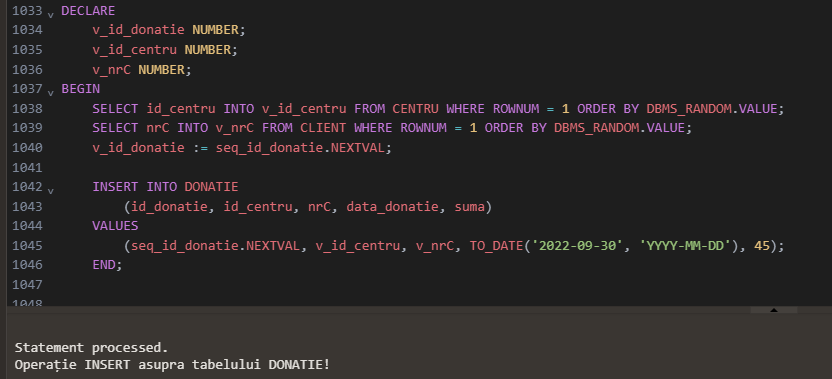 1033 DECLARE
1034 v_id_donatie NUMBER;
1035 v_id_centru NUMBER;
1036 v_nrC NUMBER;
1037 BEGIN
1038 SELECT id_centru INTO v_id_centru FROM CENTRU WHERE ROWNUM = 1 ORDER BY DBMS_RANDOM.VALUE;
1039 SELECT nrC INTO v_nrC FROM CLIENT WHERE ROWNUM = 1 ORDER BY DBMS_RANDOM.VALUE;
1040 v_id_donatie := seq_id_donatie.NEXTVAL;
1041
1042 INSERT INTO DONATIE
1043 (id_donatie, id_centru, nrC, data_donatie, suma)
1044 VALUES
1045 (seq_id_donatie.NEXTVAL, v_id_centru, v_nrC, TO_DATE('2022-09-30', 'YYYY-MM-DD'), 45);
1046 END;
1047
1048
Statement processed.
Operație INSERT asupra tabelului DONATIE!